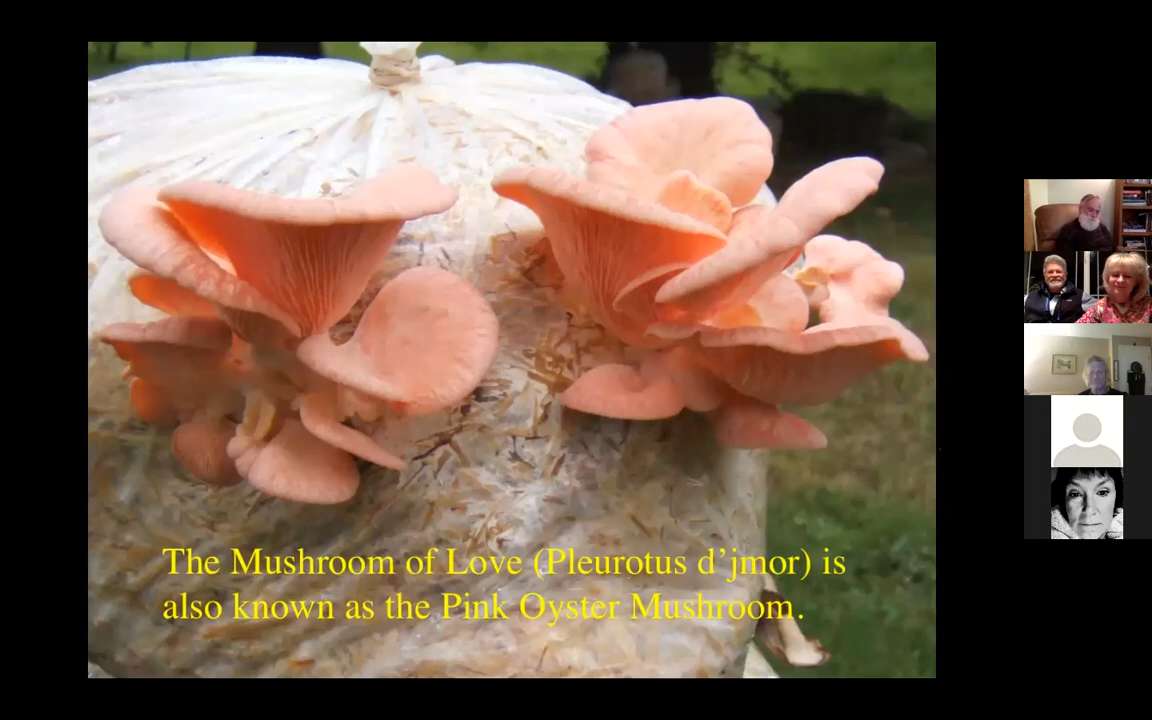 The Mushroom of Love (Pleurotus d’jmor) is
also known as the Pink Oyster Mushroom.